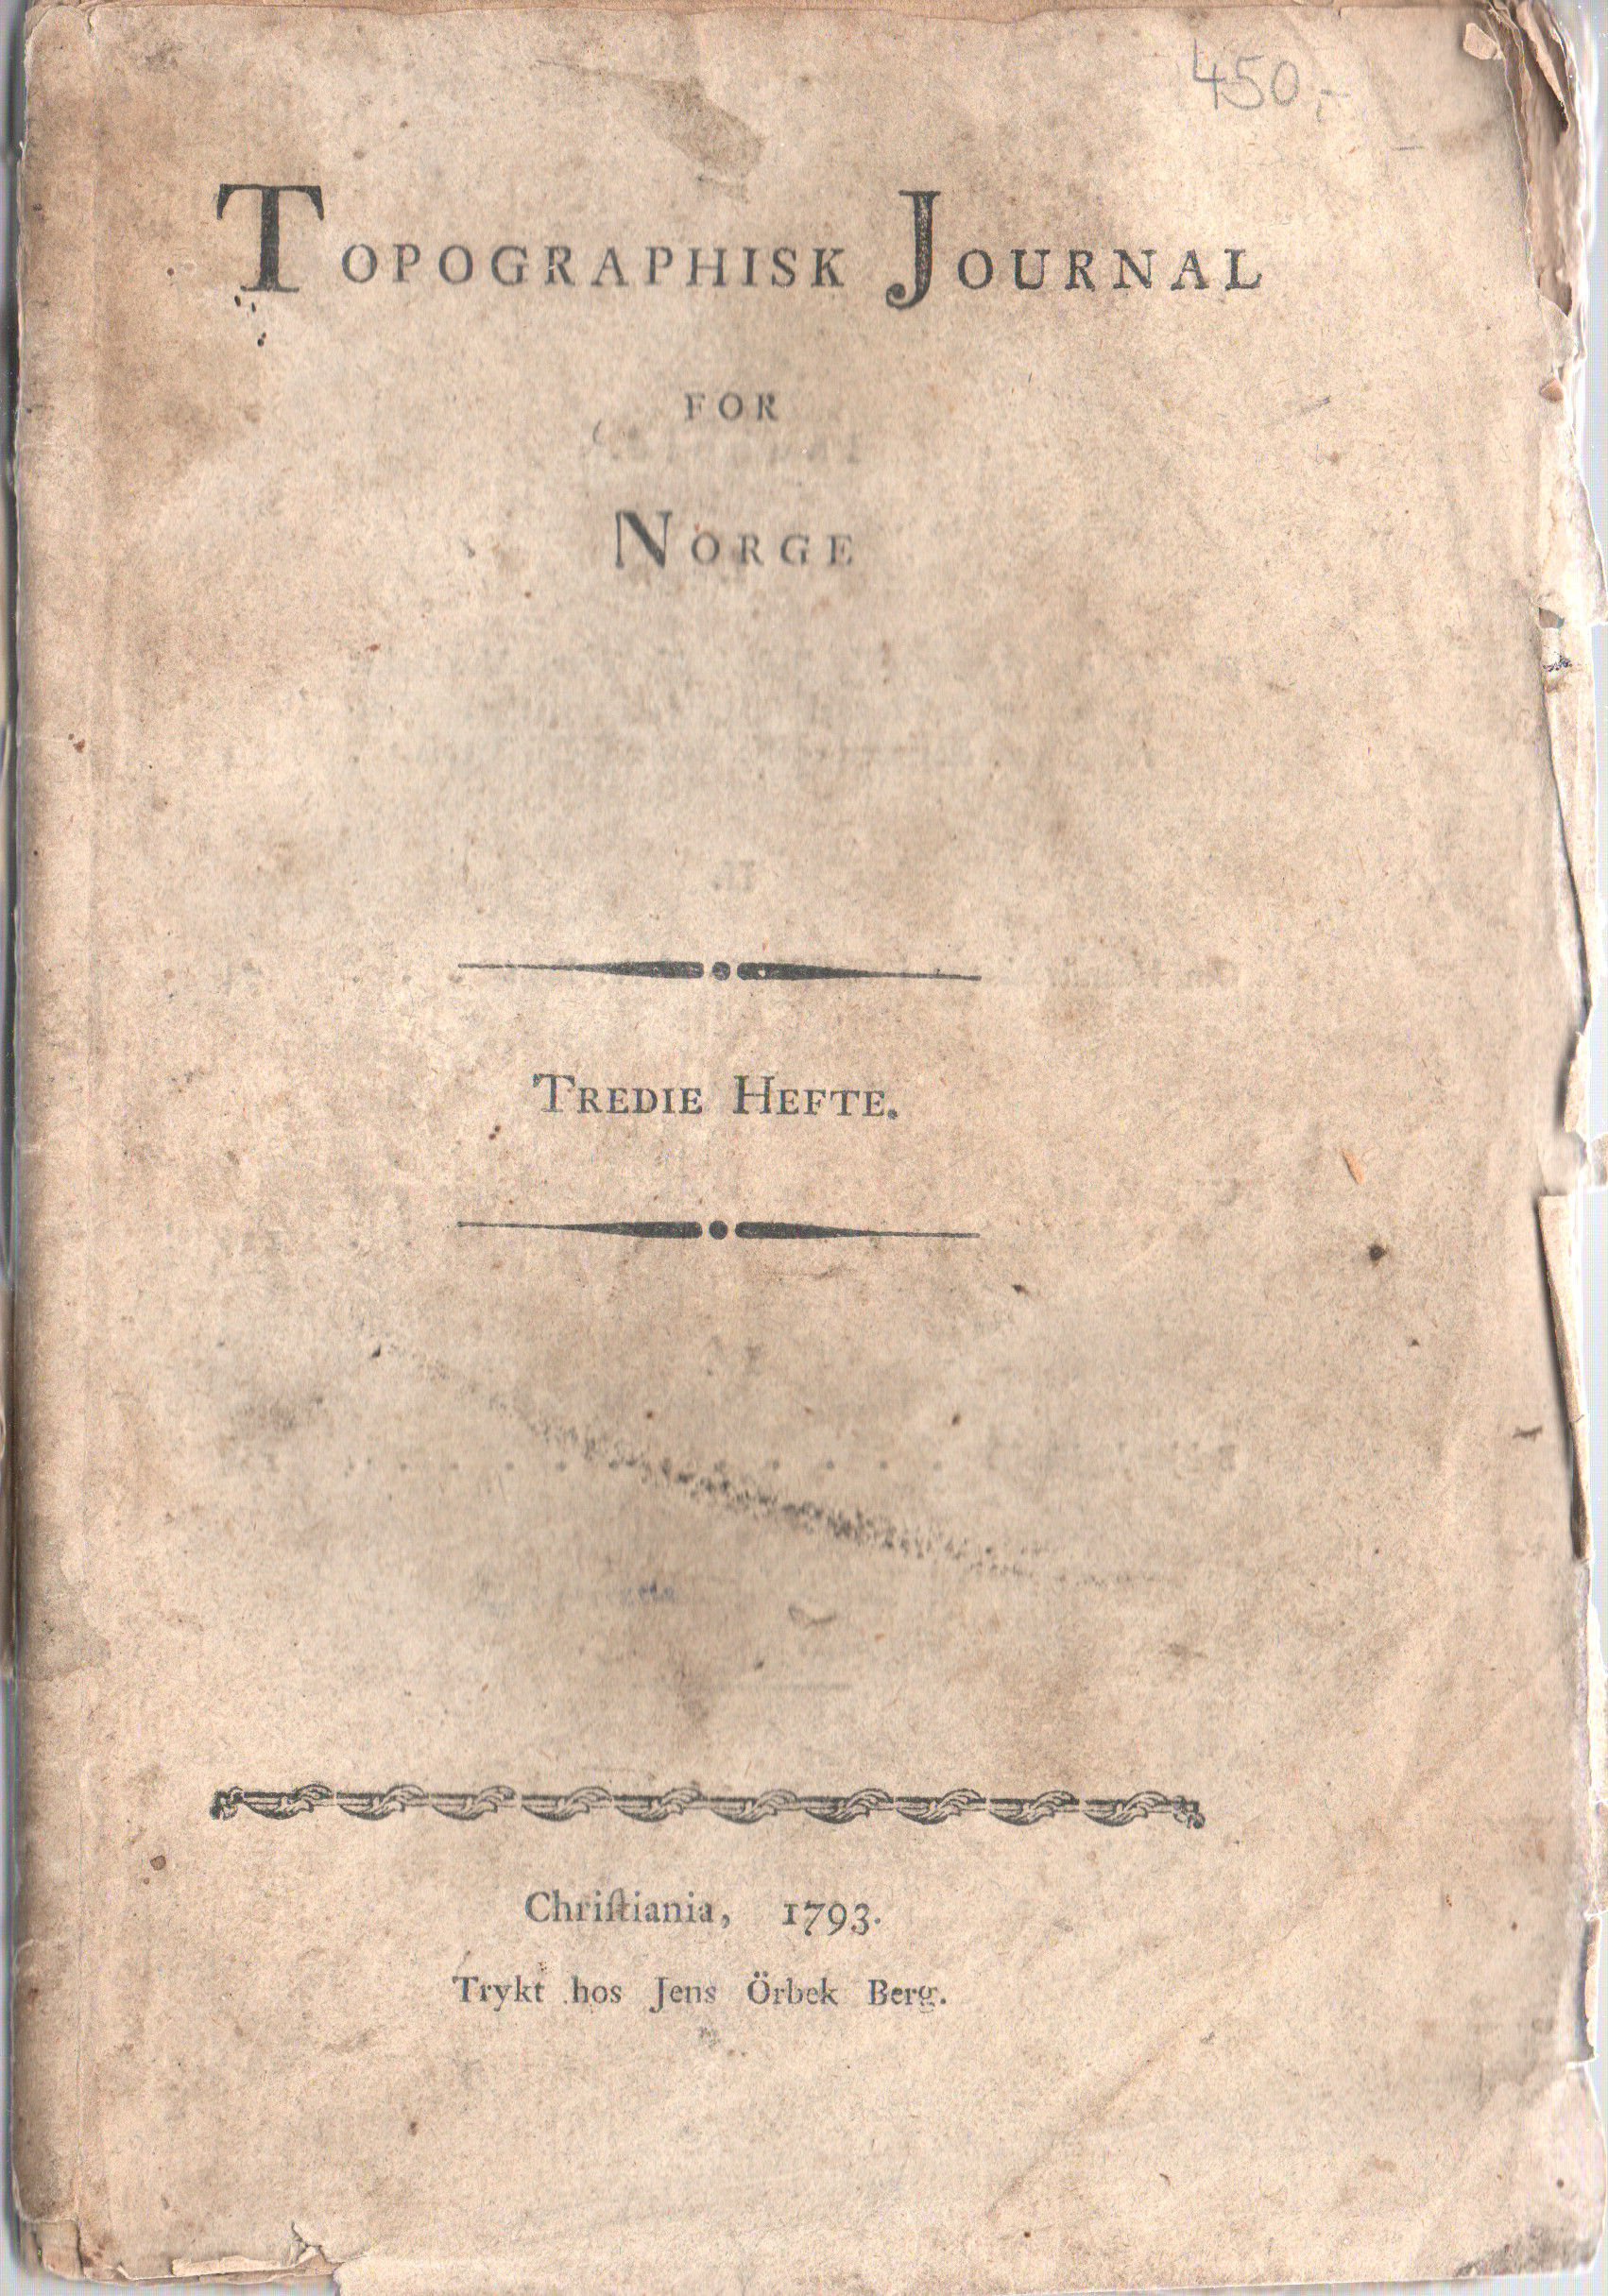 450,-
TOPOGRAPHISK JOURNAL
FOR
NORGE
TREDIE HEFTE.
Chriſtiania, 1793.
Trykt hos Jens Örbek Berg.